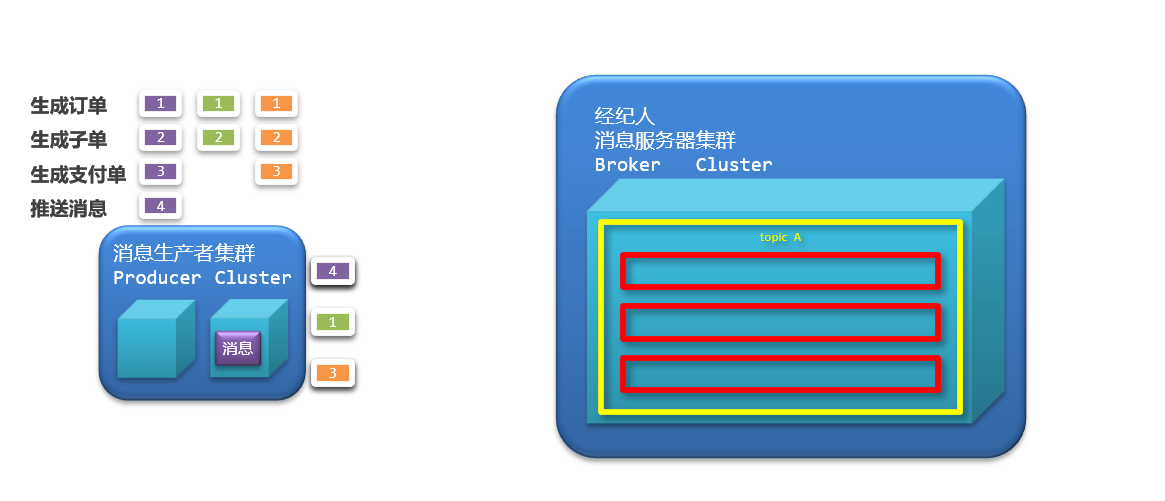 生成订单 1 1 1
生成子单 2 2 2
生成支付单 3 3
推送消息 4
消息生产者集群
Producer Cluster
消息
4
1
3
经纪人
消息服务器集群
Broker Cluster
topic A